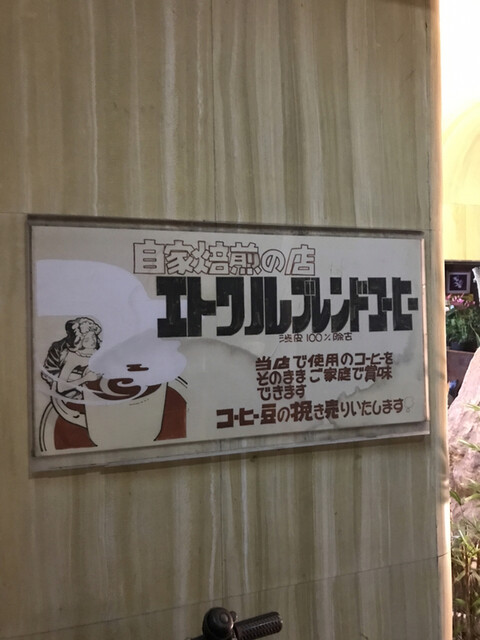 自家焙煎の店
エトワルブレンドコーヒー
渋皮100%除去
当店で使用のコーヒーを
そのままご家庭で賞味
できます
コーヒー豆の挽き売りいたします